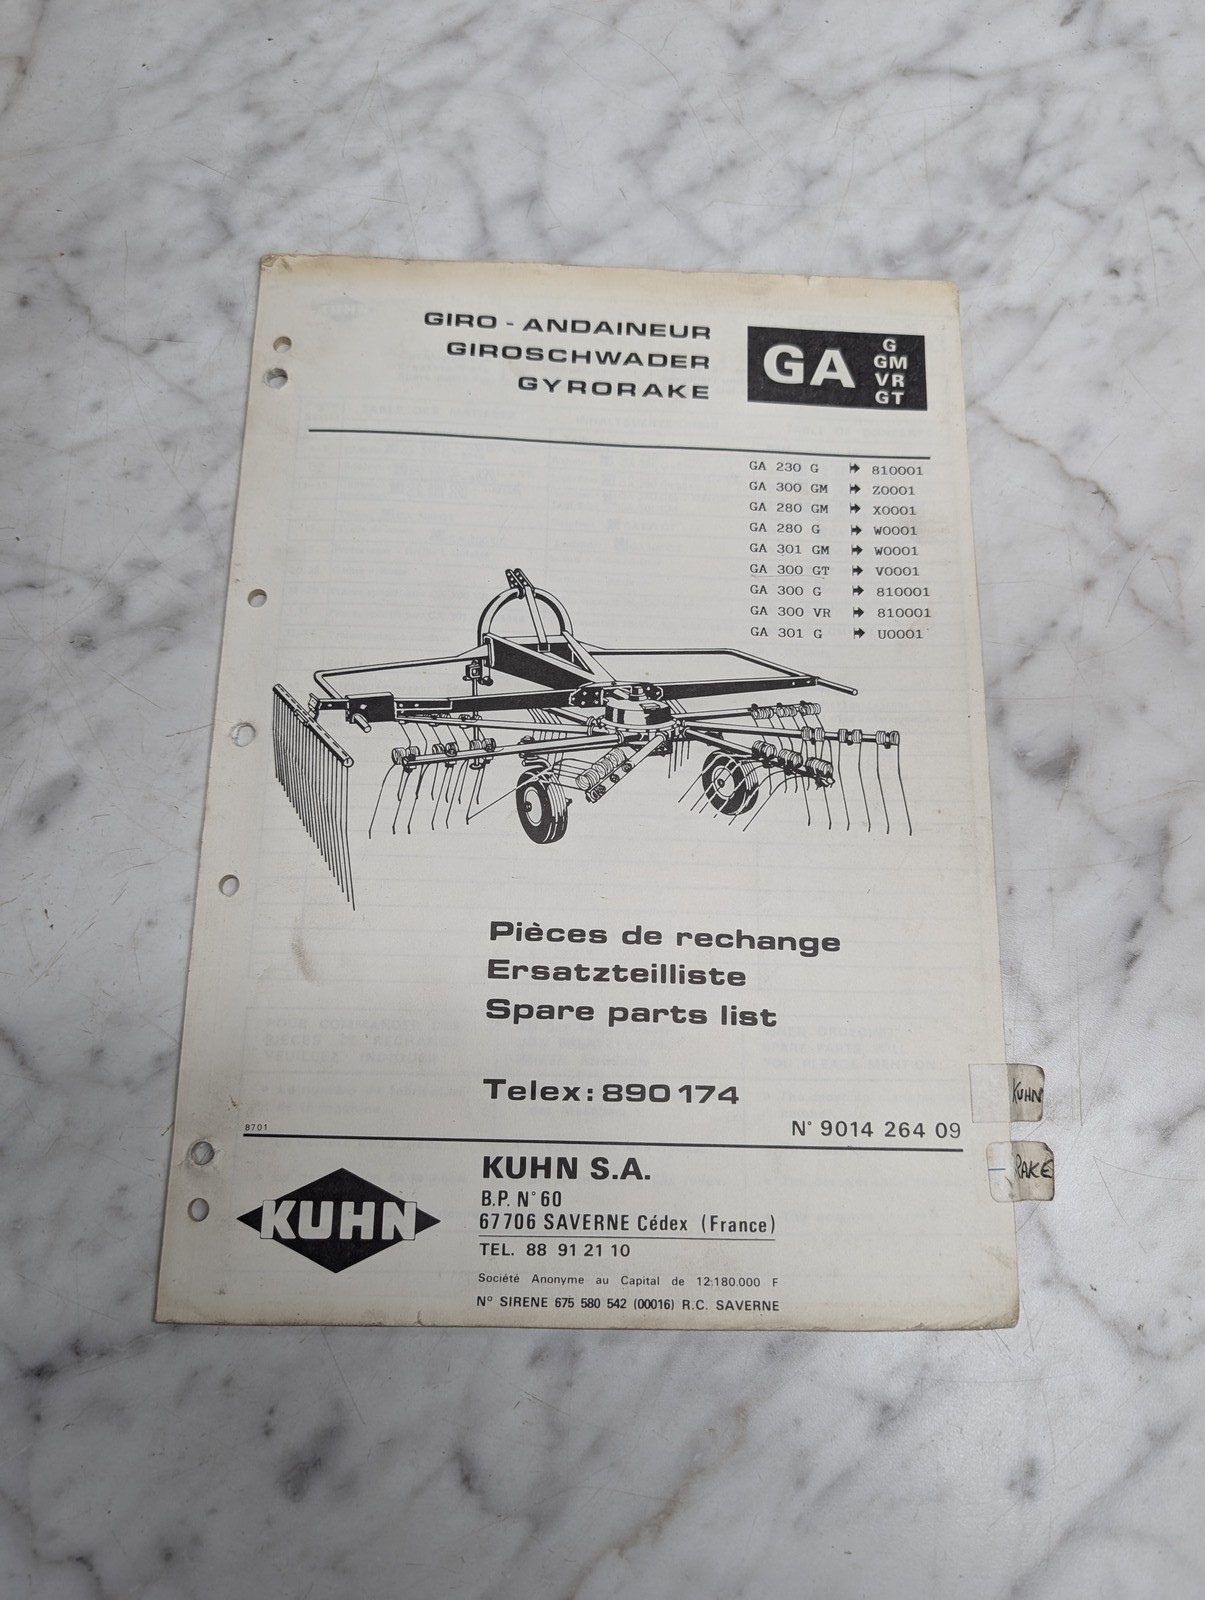 GIRO - ANDAINEUR
GIROSCHWADER
GYRORAKE
GA
G
GM
VR
GT
GA 230 G 810001
GA 300 GM Z0001
GA 280 GM X0001
GA 280 G W0001
GA 301 GM W0001
GA 300 GT V0001
GA 300 G 810001
GA 300 VR 810001
GA 301 G U0001
Pièces de rechange
Ersatzteilliste
Spare parts list
Telex: 890 174
8701
N° 9014 264 09
KUHN
RAKE
KUHN
KUHN S.A.
B.P. N° 60
67706 SAVERNE Cédex (France)
TEL. 88 91 21 10
Société Anonyme au Capital de 12.180.000 F
N° SIRENE 675 580 542 (00016) R.C. SAVERNE